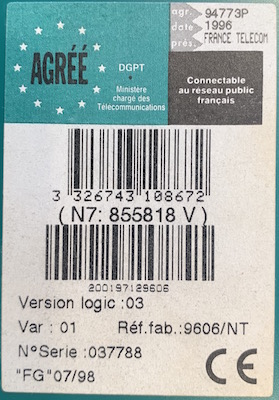 agr. 94773P
date 1996
prés. FRANCE TELECOM
AGRÉÉ
DGPT
Ministère
chargé des
Télécommunications
Connectable
au réseau public
français
3 326743 108672
( N7: 855818 V )
200197129606
Version logic :03
Var : 01 Réf.fab.:9606/NT
N°Serie :037788
"FG" 07/98
CE